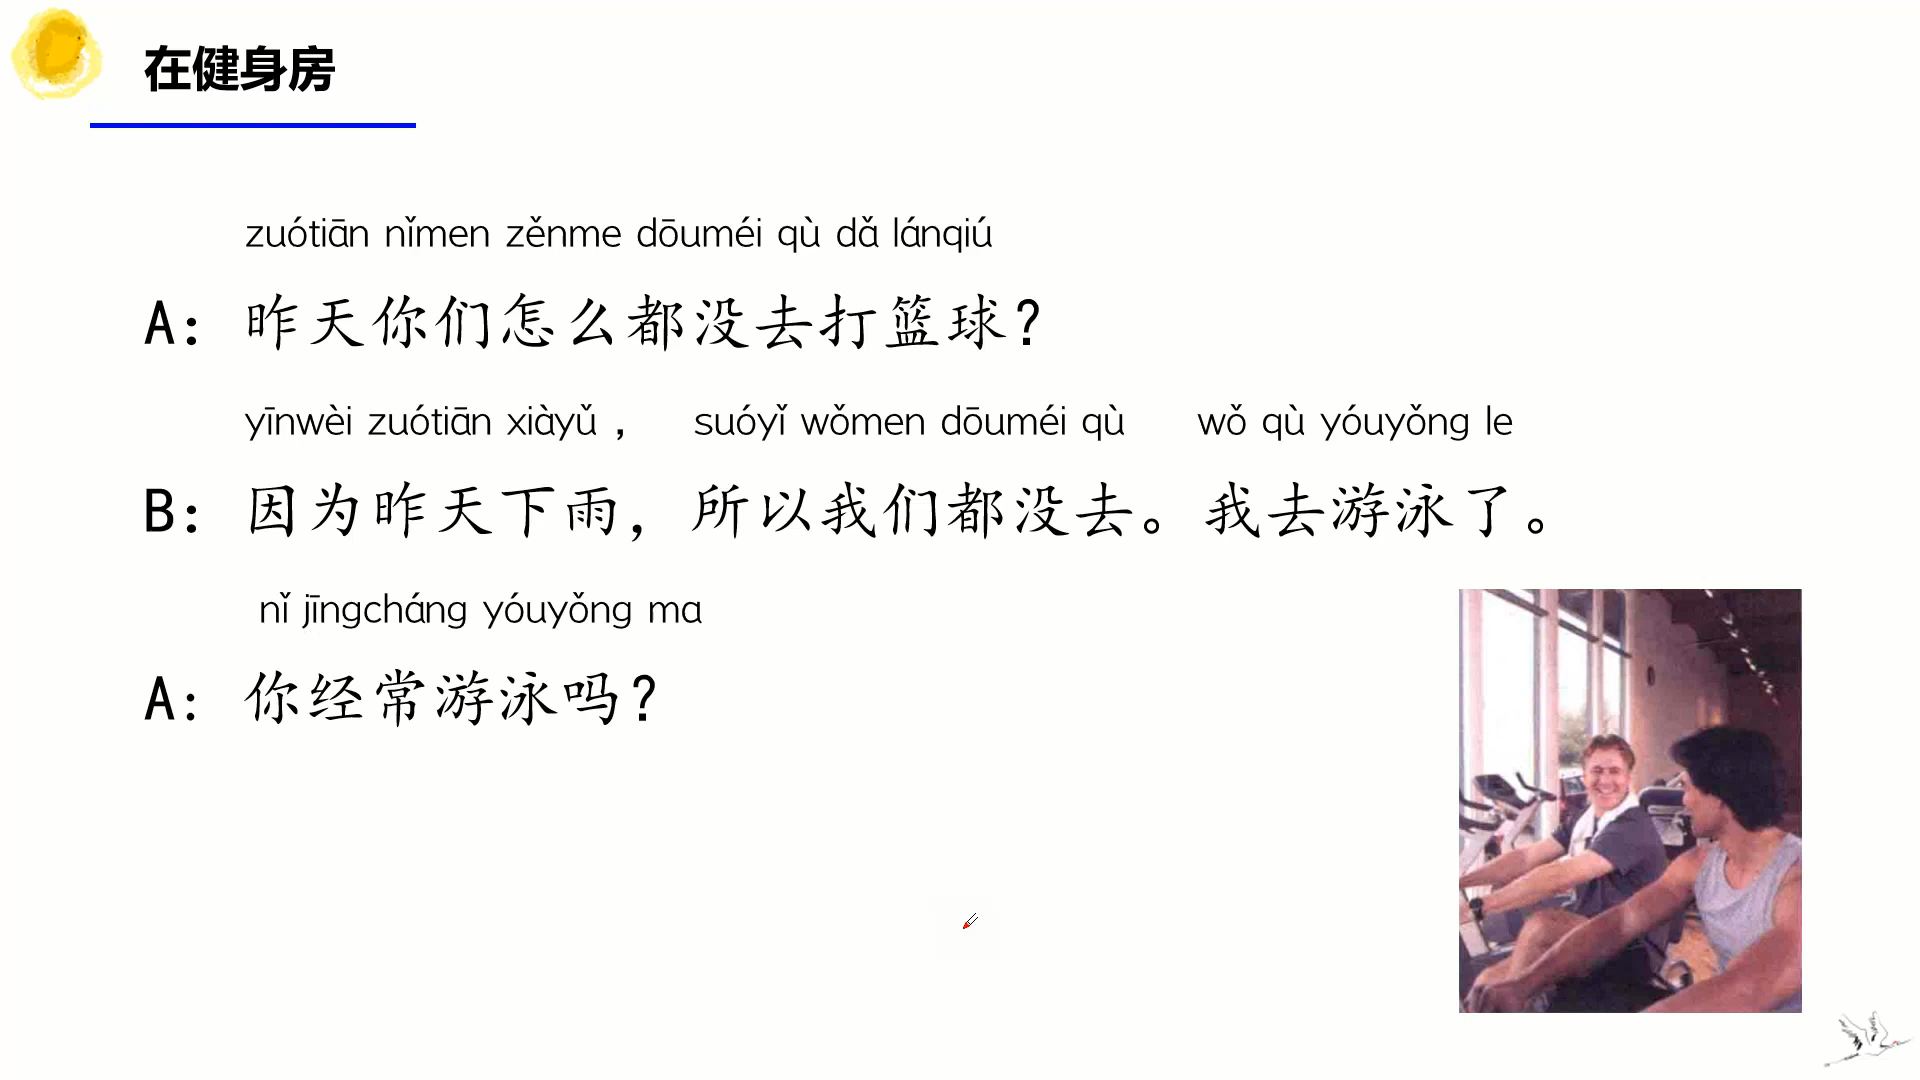 在健身房
zuótiān nǐmen zěnme dōuméi qù dǎ lánqiú
A：昨天你们怎么都没去打篮球？
yīnwèi zuótiān xiàyǔ ， suóyǐ wǒmen dōuméi qù wǒ qù yóuyǒng le
B：因为昨天下雨，所以我们都没去。我去游泳了。
nǐ jīngcháng yóuyǒng ma
A：你经常游泳吗？